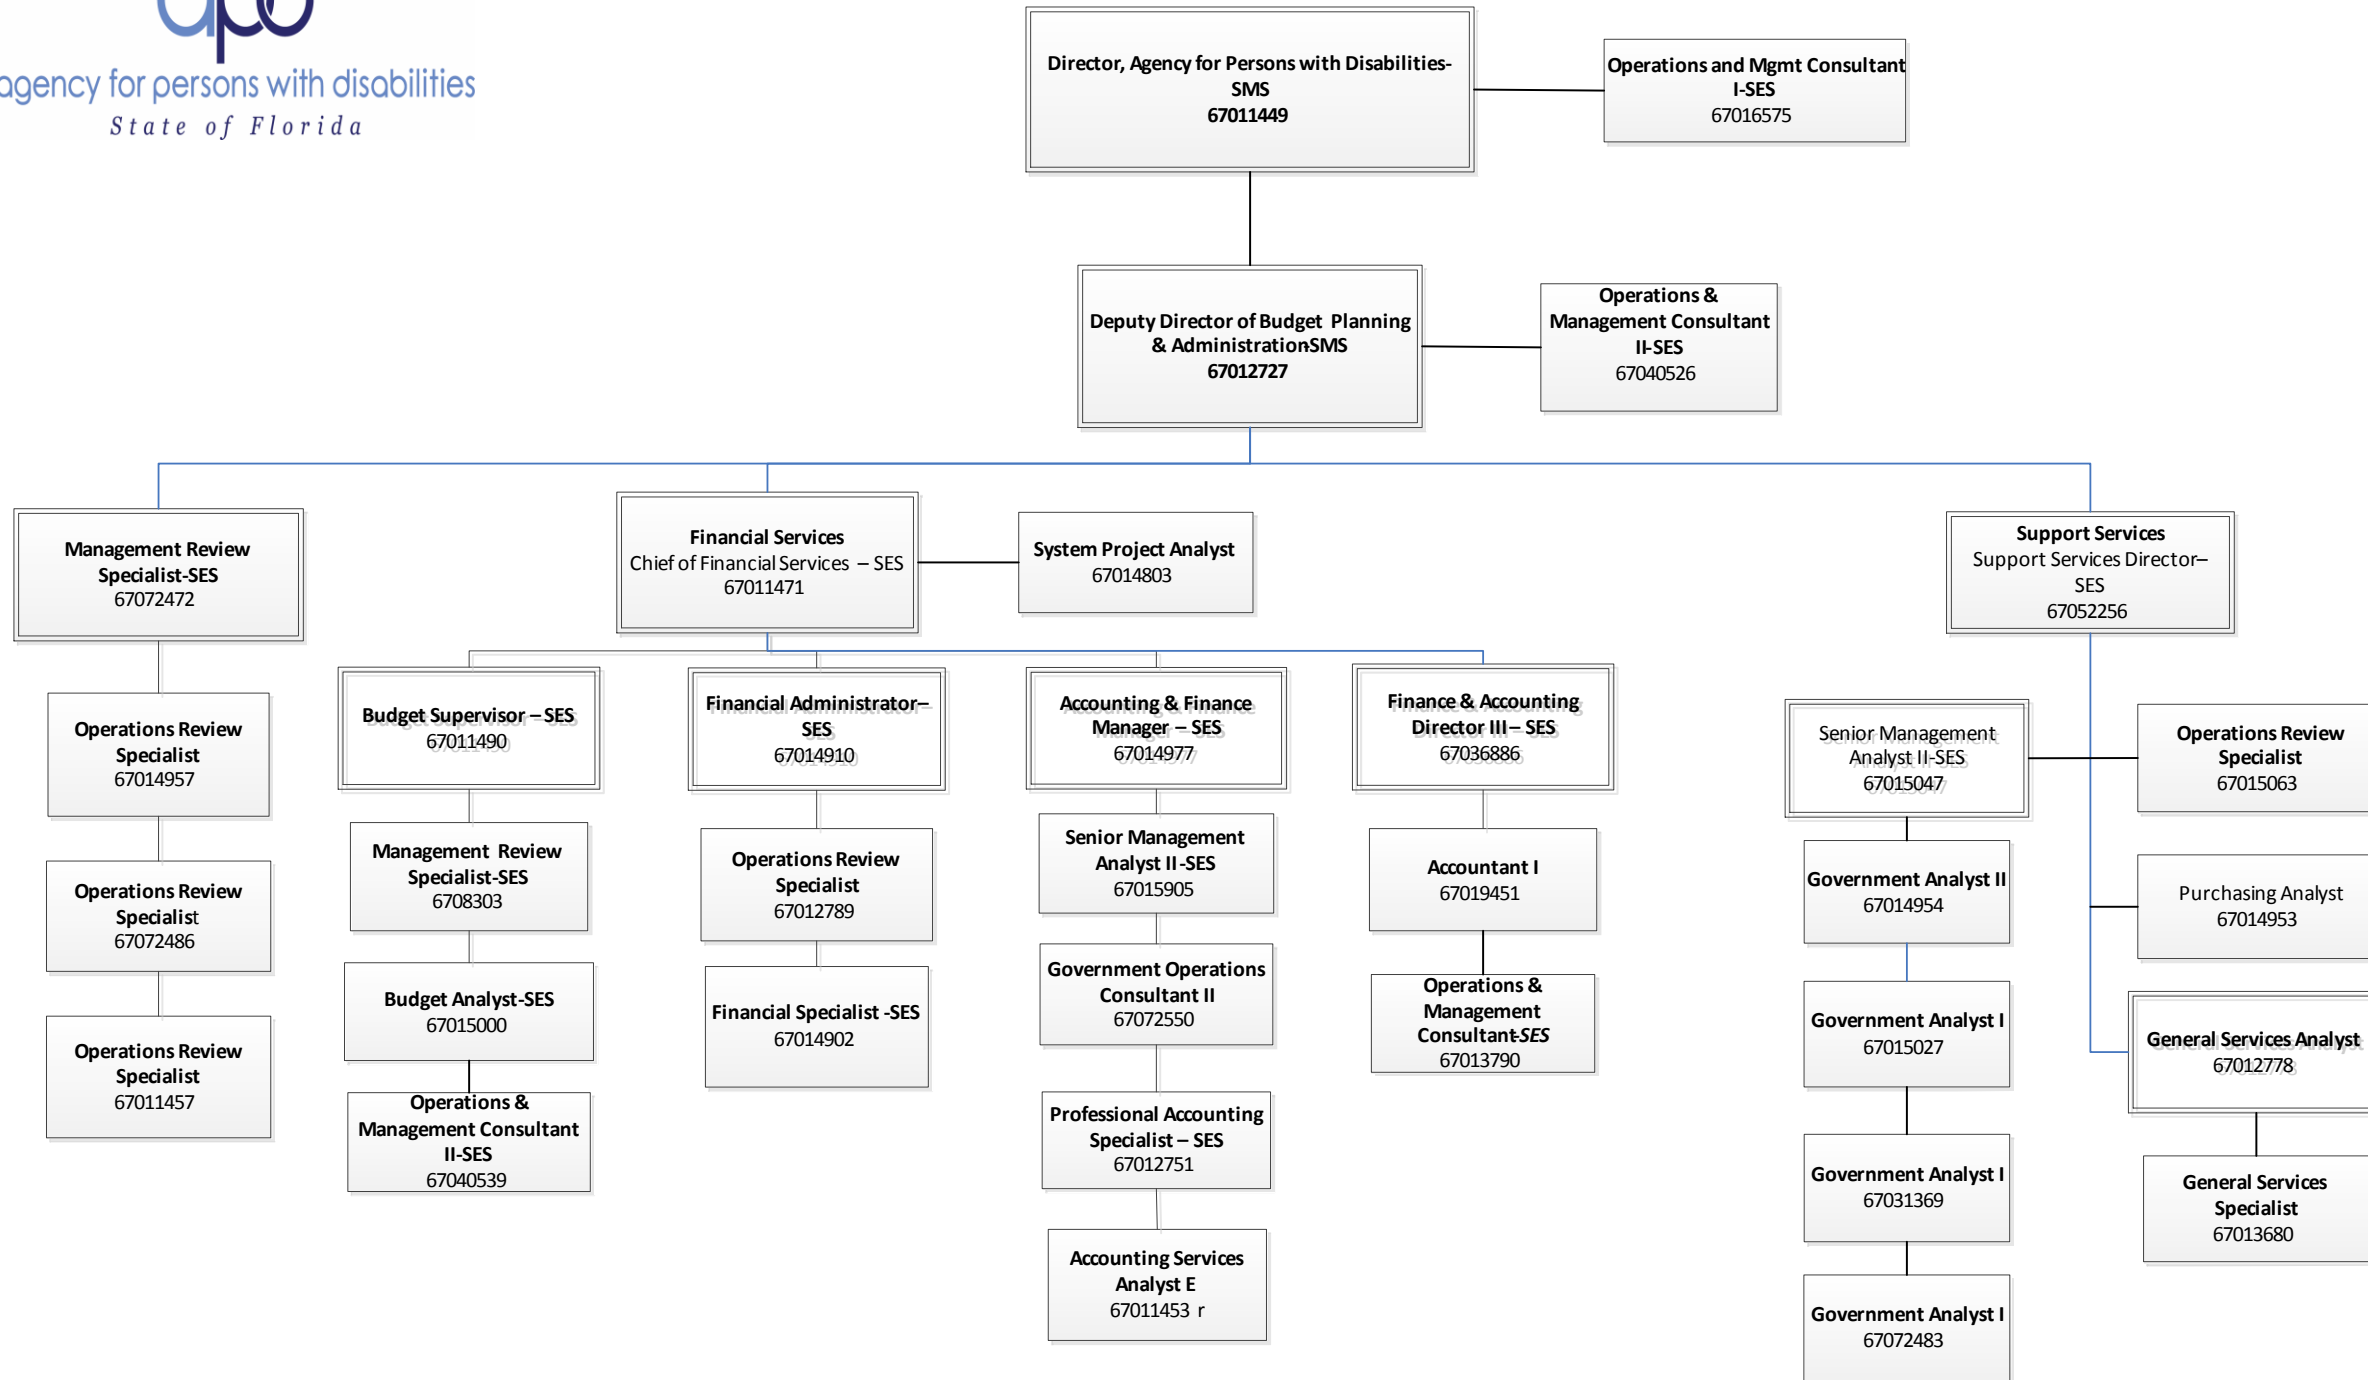 agency for persons with disabilities
State of Florida
Director, Agency for Persons with Disabilities-
SMS
67011449
Operations and Mgmt Consultant
I-SES
67016575
Deputy Director of Budget Planning
& Administration-SMS
67012727
Operations &
Management Consultant
II-SES
67040526
Management Review
Specialist-SES
67072472
Financial Services
Chief of Financial Services – SES
67011471
System Project Analyst
67014803
Support Services
Support Services Director–
SES
67052256
Operations Review
Specialist
67014957
Operations Review
Specialist
67072486
Operations Review
Specialist
67011457
Budget Supervisor – SES
67011490
Management Review
Specialist-SES
6708303
Budget Analyst-SES
67015000
Operations &
Management Consultant
II-SES
67040539
Financial Administrator–
SES
67014910
Operations Review
Specialist
67012789
Financial Specialist -SES
67014902
Accounting & Finance
Manager – SES
67014977
Senior Management
Analyst II -SES
67015905
Government Operations
Consultant II
67072550
Professional Accounting
Specialist – SES
67012751
Accounting Services
Analyst E
67011453 r
Finance & Accounting
Director III – SES
67036886
Accountant I
67019451
Operations &
Management
Consultant-SES
67013790
Senior Management
Analyst II-SES
67015047
Government Analyst II
67014954
Government Analyst I
67015027
Government Analyst I
67031369
Government Analyst I
67072483
Operations Review
Specialist
67015063
Purchasing Analyst
67014953
General Services Analyst
67012778
General Services
Specialist
67013680